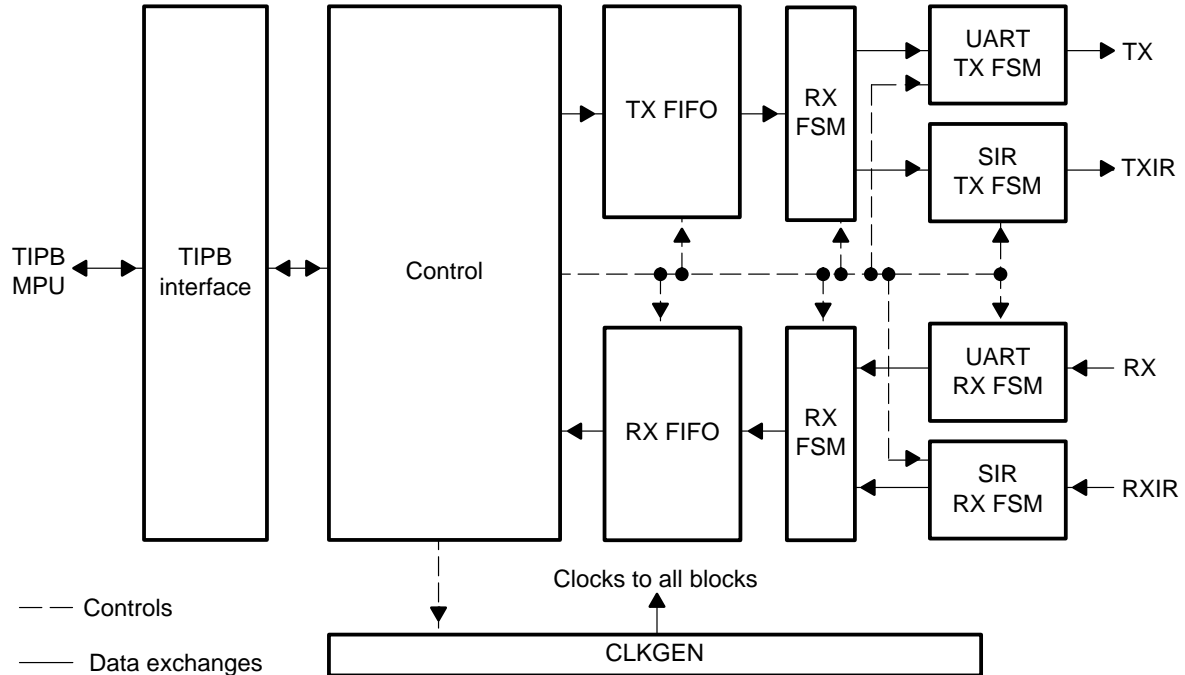 TIPB
MPU
TIPB
interface
Control
TX FIFO
RX
FSM
UART
TX FSM
TX
SIR
TX FSM
TXIR
RX FIFO
RX
FSM
UART
RX FSM
RX
SIR
RX FSM
RXIR
Clocks to all blocks
CLKGEN
Controls
Data exchanges